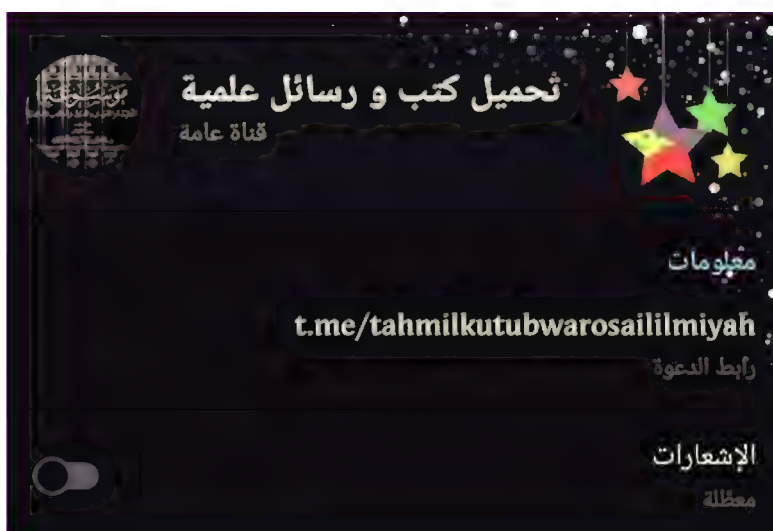 تحميل كتب و رسائل علمية
قناة عامة
معلومات
t.me/tahmilkutubwarosaililmiyah
رابط الدعوة
الإشعارات
معطلة